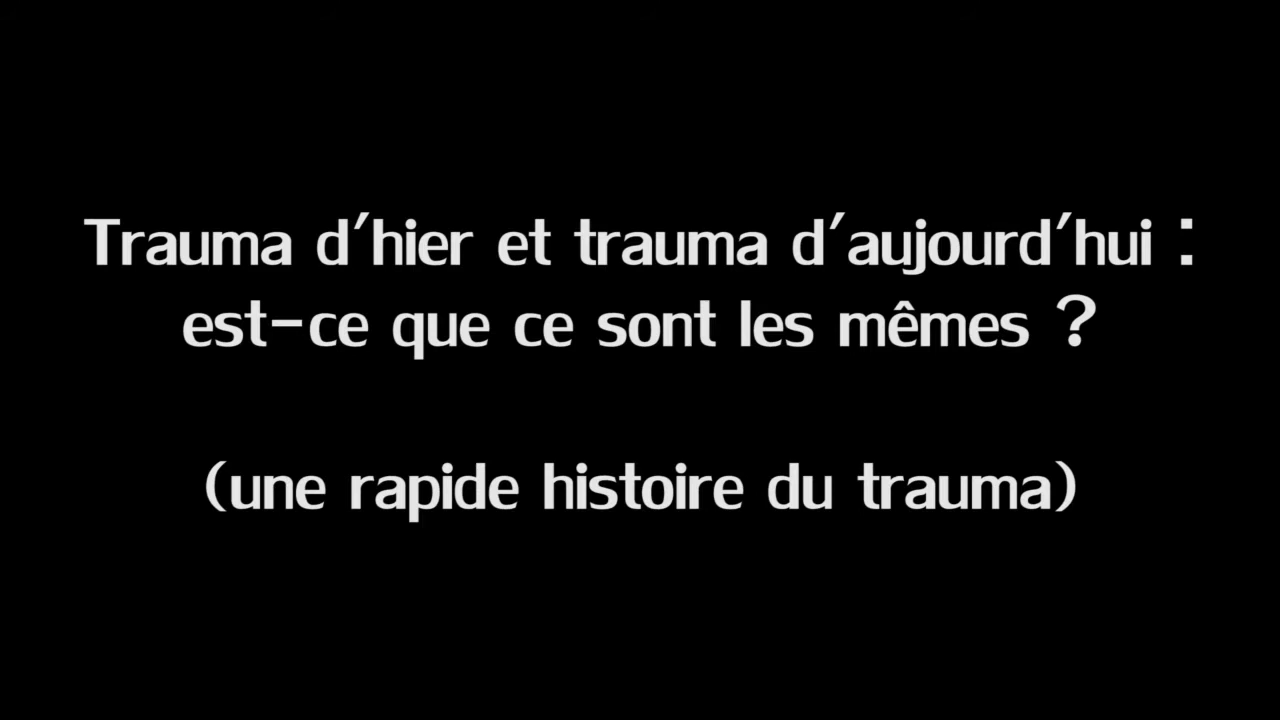 Trauma d'hier et trauma d'aujourd'hui :
est-ce que ce sont les mêmes ?
(une rapide histoire du trauma)